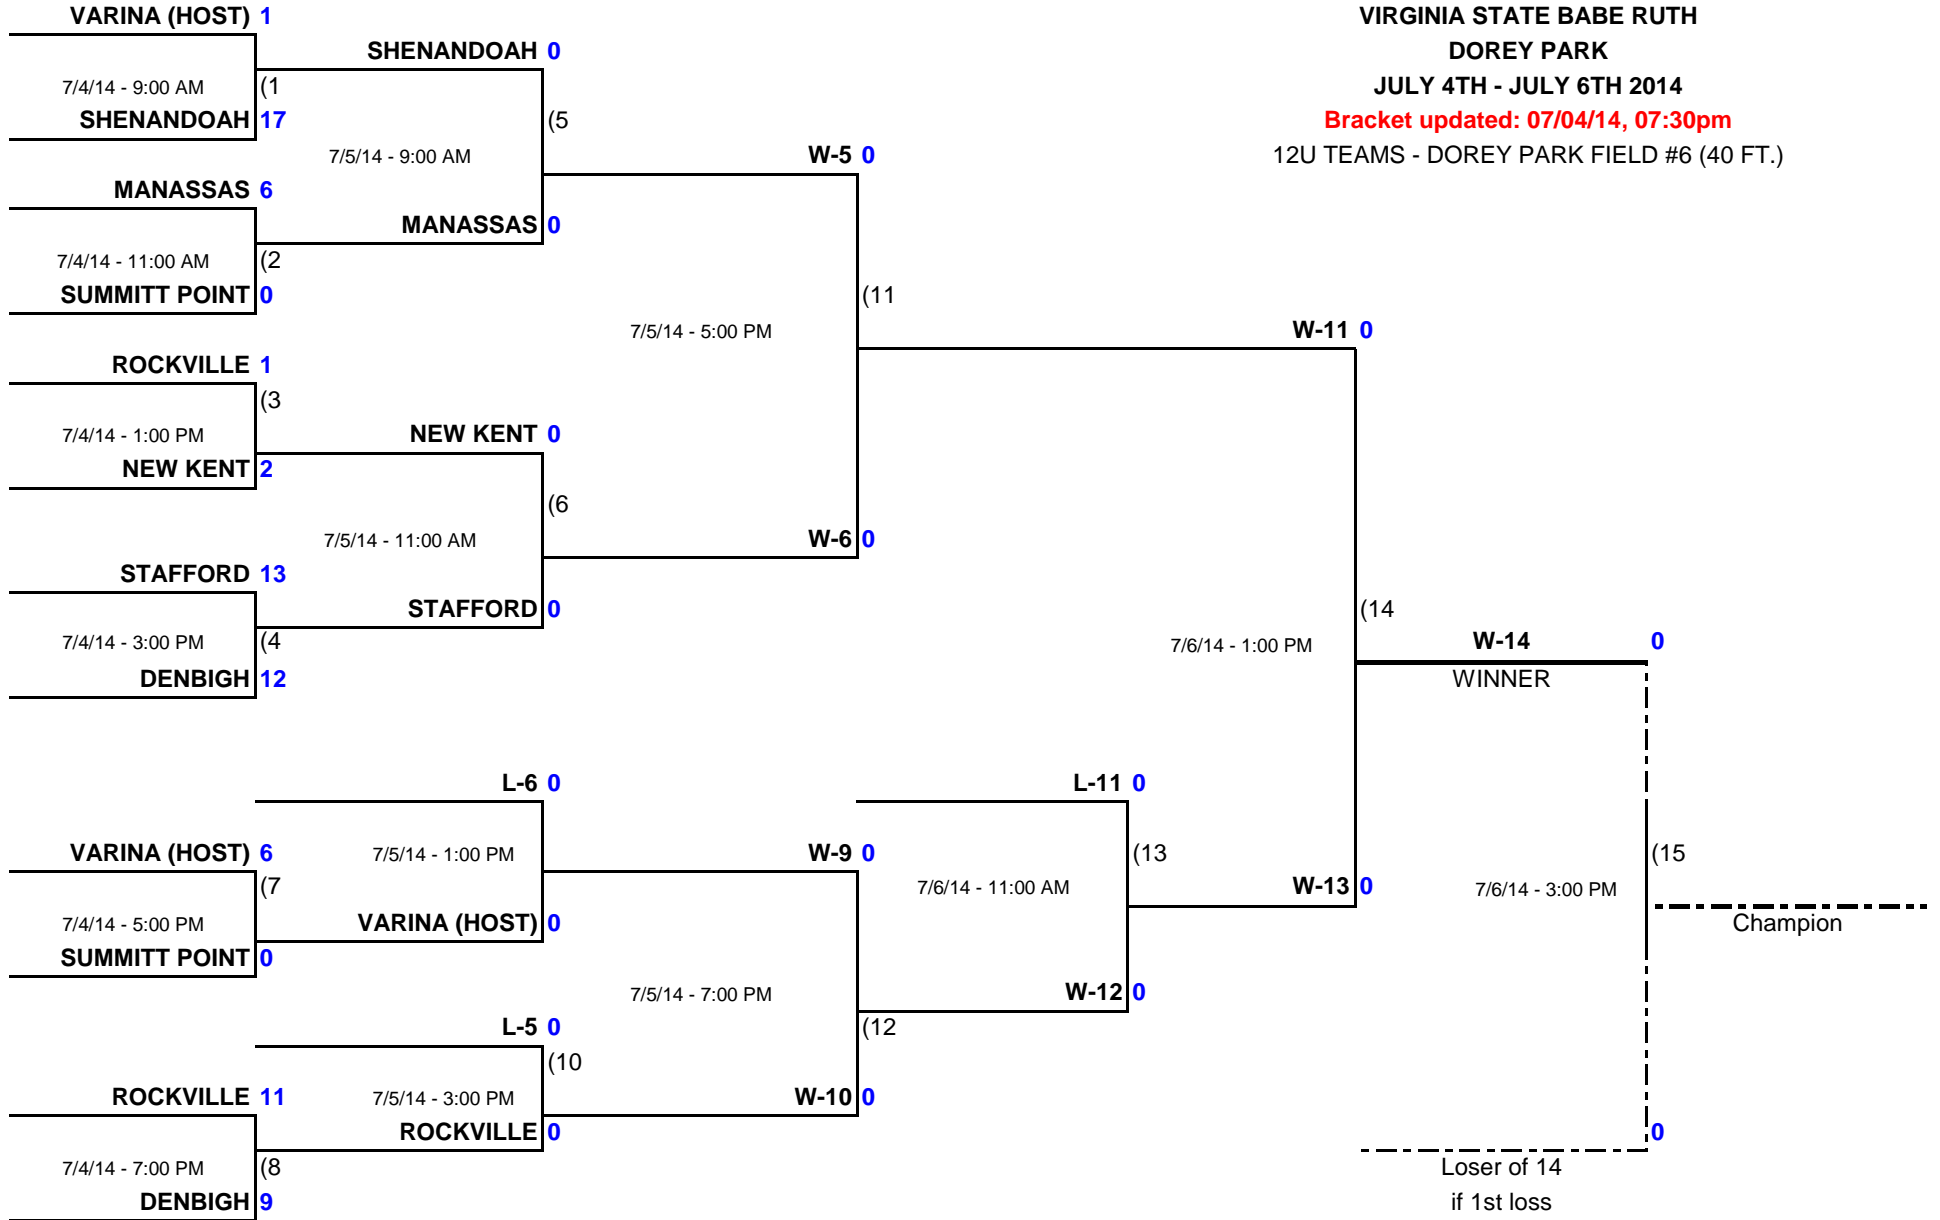 VARINA (HOST) 1
VIRGINIA STATE BABE RUTH
SHENANDOAH 0
DOREY PARK
7/4/14 - 9:00 AM (1
JULY 4TH - JULY 6TH 2014
SHENANDOAH 17
(5
Bracket updated: 07/04/14, 07:30pm
7/5/14 - 9:00 AM
W-5 0
12U TEAMS - DOREY PARK FIELD #6 (40 FT.)
MANASSAS 6
MANASSAS 0
7/4/14 - 11:00 AM (2
SUMMITT POINT 0
(11
7/5/14 - 5:00 PM
W-11 0
ROCKVILLE 1
(3
7/4/14 - 1:00 PM
NEW KENT 0
NEW KENT 2
(6
7/5/14 - 11:00 AM
W-6 0
STAFFORD 13
STAFFORD 0
(14
7/4/14 - 3:00 PM (4
7/6/14 - 1:00 PM
W-14 0
DENBIGH 12
WINNER
L-6 0
L-11 0
VARINA (HOST) 6
7/5/14 - 1:00 PM
W-9 0
(13
(15
(7
7/6/14 - 11:00 AM
W-13 0
7/6/14 - 3:00 PM
7/4/14 - 5:00 PM
VARINA (HOST) 0
Champion
SUMMITT POINT 0
7/5/14 - 7:00 PM
W-12 0
L-5 0
(12
(10
ROCKVILLE 11
7/5/14 - 3:00 PM
W-10 0
ROCKVILLE 0
0
7/4/14 - 7:00 PM (8
Loser of 14
DENBIGH 9
if 1st loss